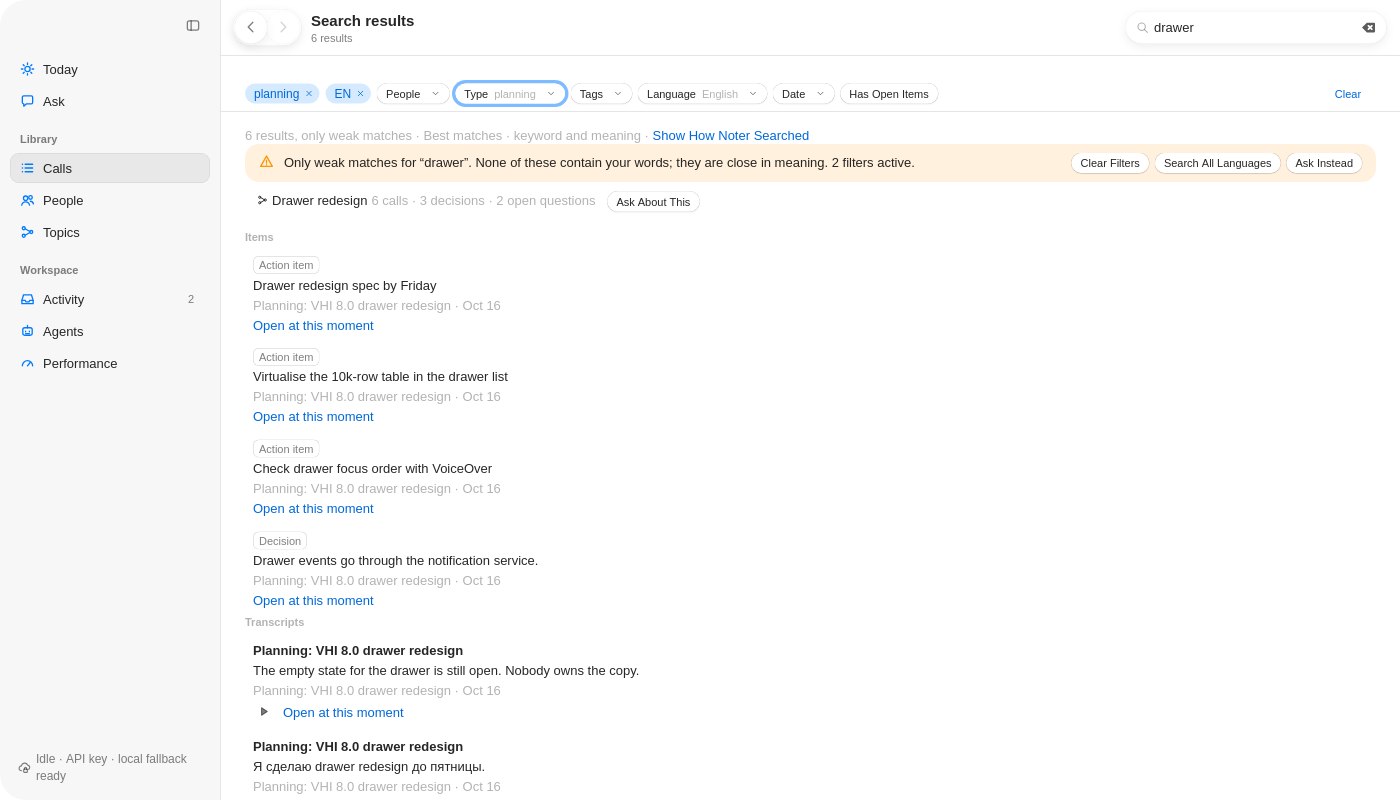 Search results
6 results
drawer
Today
Ask
Library
Calls
People
Topics
Workspace
Activity 2
Agents
Performance
Idle · API key · local fallback
ready
planning EN People Type planning Tags Language English Date Has Open Items Clear
6 results, only weak matches · Best matches · keyword and meaning · Show How Noter Searched
Only weak matches for “drawer”. None of these contain your words; they are close in meaning. 2 filters active. Clear Filters Search All Languages Ask Instead
Drawer redesign 6 calls · 3 decisions · 2 open questions Ask About This
Items
Action item
Drawer redesign spec by Friday
Planning: VHI 8.0 drawer redesign · Oct 16
Open at this moment
Action item
Virtualise the 10k-row table in the drawer list
Planning: VHI 8.0 drawer redesign · Oct 16
Open at this moment
Action item
Check drawer focus order with VoiceOver
Planning: VHI 8.0 drawer redesign · Oct 16
Open at this moment
Decision
Drawer events go through the notification service.
Planning: VHI 8.0 drawer redesign · Oct 16
Open at this moment
Transcripts
Planning: VHI 8.0 drawer redesign
The empty state for the drawer is still open. Nobody owns the copy.
Planning: VHI 8.0 drawer redesign · Oct 16
Open at this moment
Planning: VHI 8.0 drawer redesign
Я сделаю drawer redesign до пятницы.
Planning: VHI 8.0 drawer redesign · Oct 16